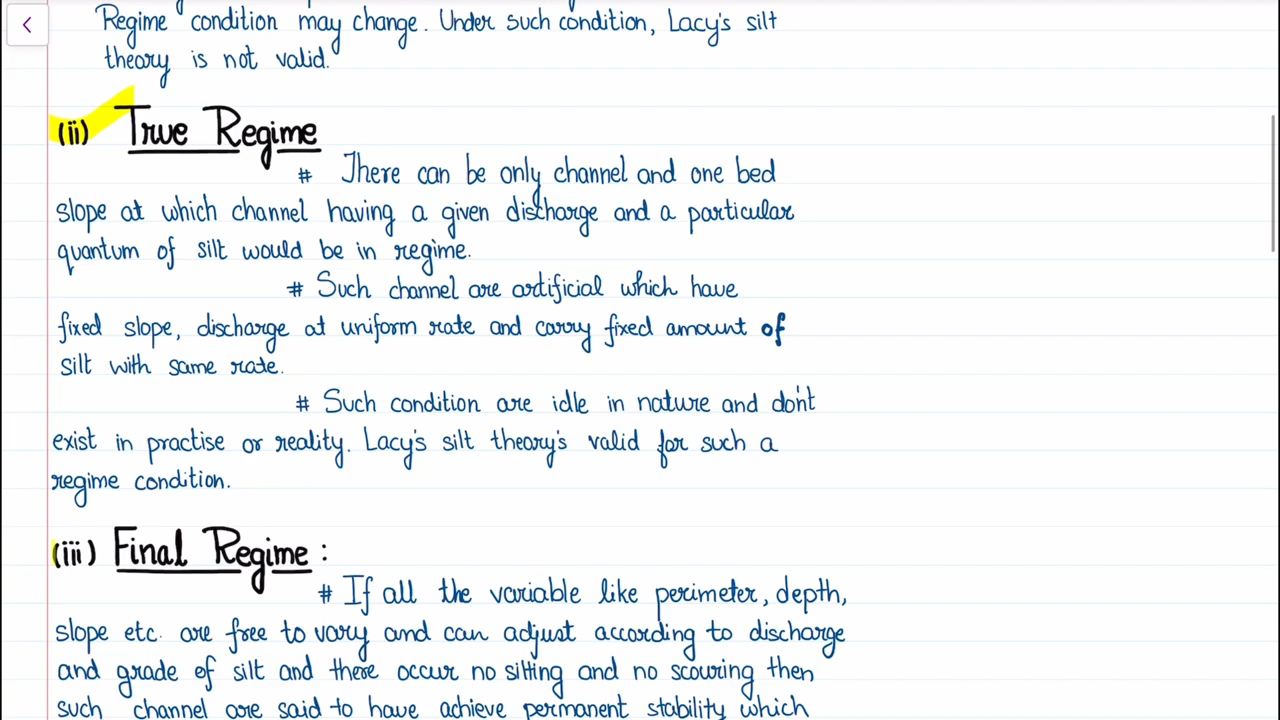 Regime condition may change. Under such condition, Lacy's silt
theory is not valid.
(ii) True Regime
# There can be only channel and one bed
slope at which channel having a given discharge and a particular
quantum of silt would be in regime.
# Such channel are artificial which have
fixed slope, discharge at uniform rate and carry fixed amount of
silt with same rate.
# Such condition are idle in nature and don't
exist in practise or reality. Lacy's silt theory's valid for such a
regime condition.
(iii) Final Regime :
# If all the variable like perimeter, depth,
slope etc. are free to vary and can adjust according to discharge
and grade of silt and there occur no silting and no scouring then
such channel are said to have achieve permanent stability which